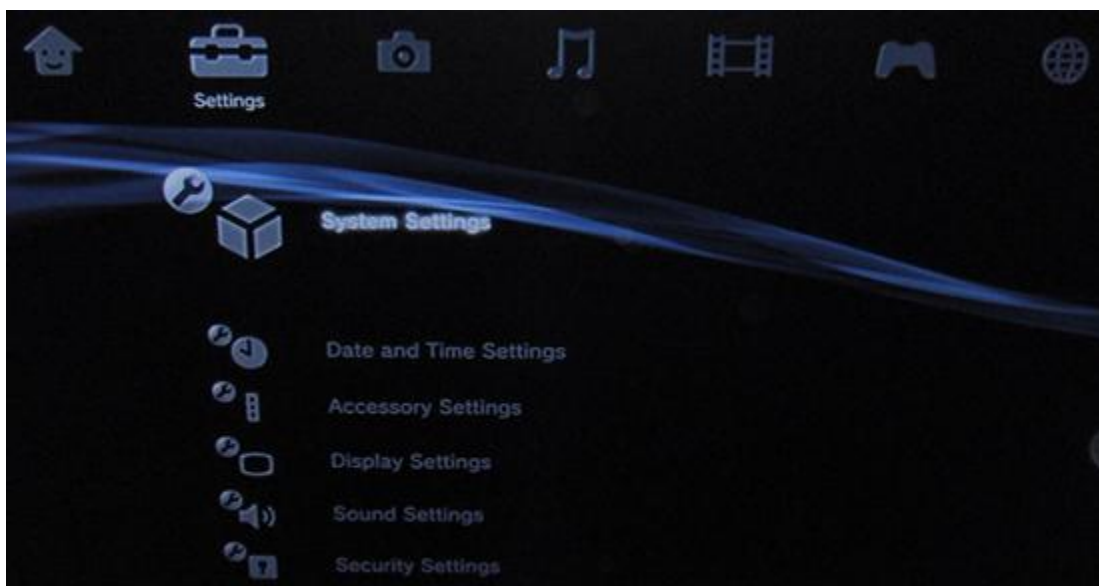 Settings
System Settings
Date and Time Settings
Accessory Settings
Display Settings
Sound Settings
Security Settings